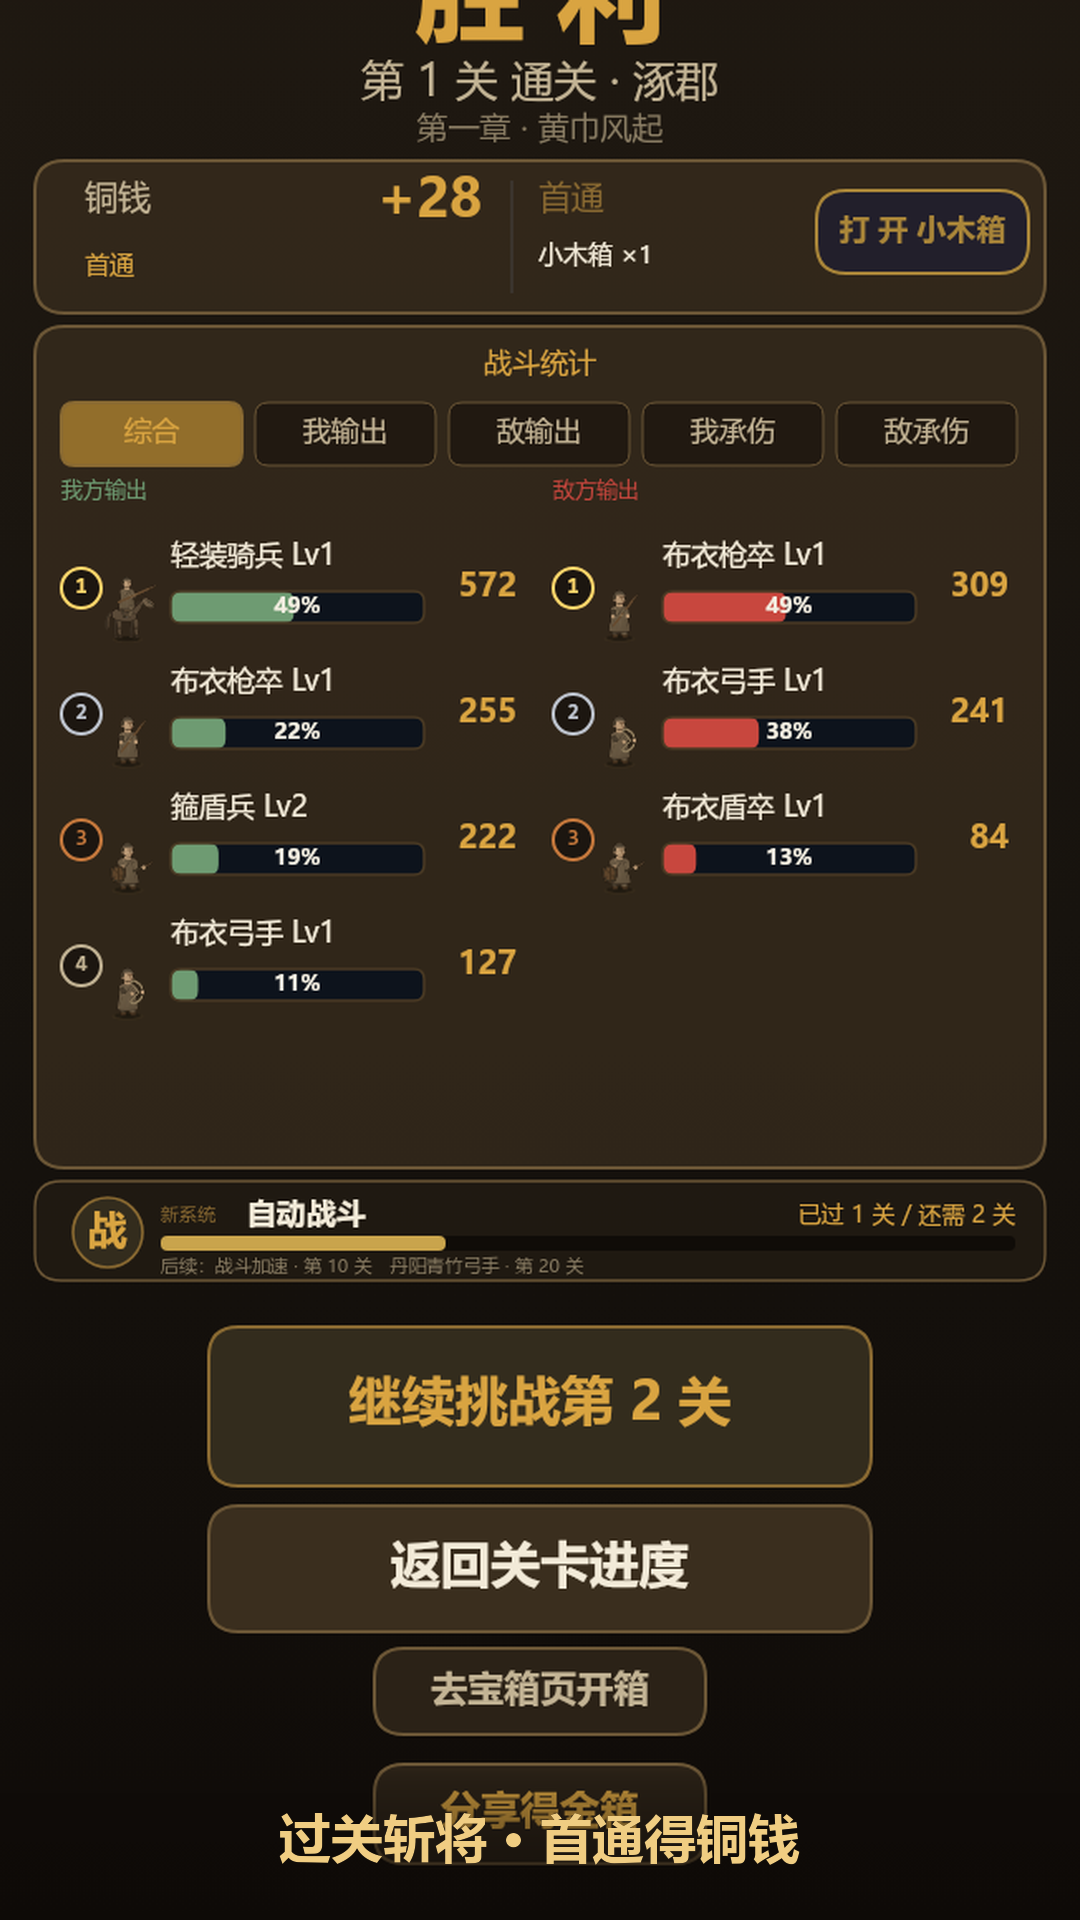 胜利
第 1 关 通关 · 涿郡
第一章 · 黄巾风起
铜钱 +28
首通
首通
小木箱 ×1
打 开 小木箱
战斗统计
综合 我输出 敌输出 我承伤 敌承伤
我方输出
1 轻装骑兵 Lv1 49% 572
2 布衣枪卒 Lv1 22% 255
3 箍盾兵 Lv2 19% 222
4 布衣弓手 Lv1 11% 127
敌方输出
1 布衣枪卒 Lv1 49% 309
2 布衣弓手 Lv1 38% 241
3 布衣盾卒 Lv1 13% 84
战 新系统 自动战斗 已过 1 关 / 还需 2 关
后续：战斗加速 · 第 10 关 丹阳青竹弓手 · 第 20 关
继续挑战第 2 关
返回关卡进度
去宝箱页开箱
分享得金箱
过关斩将 • 首通得铜钱